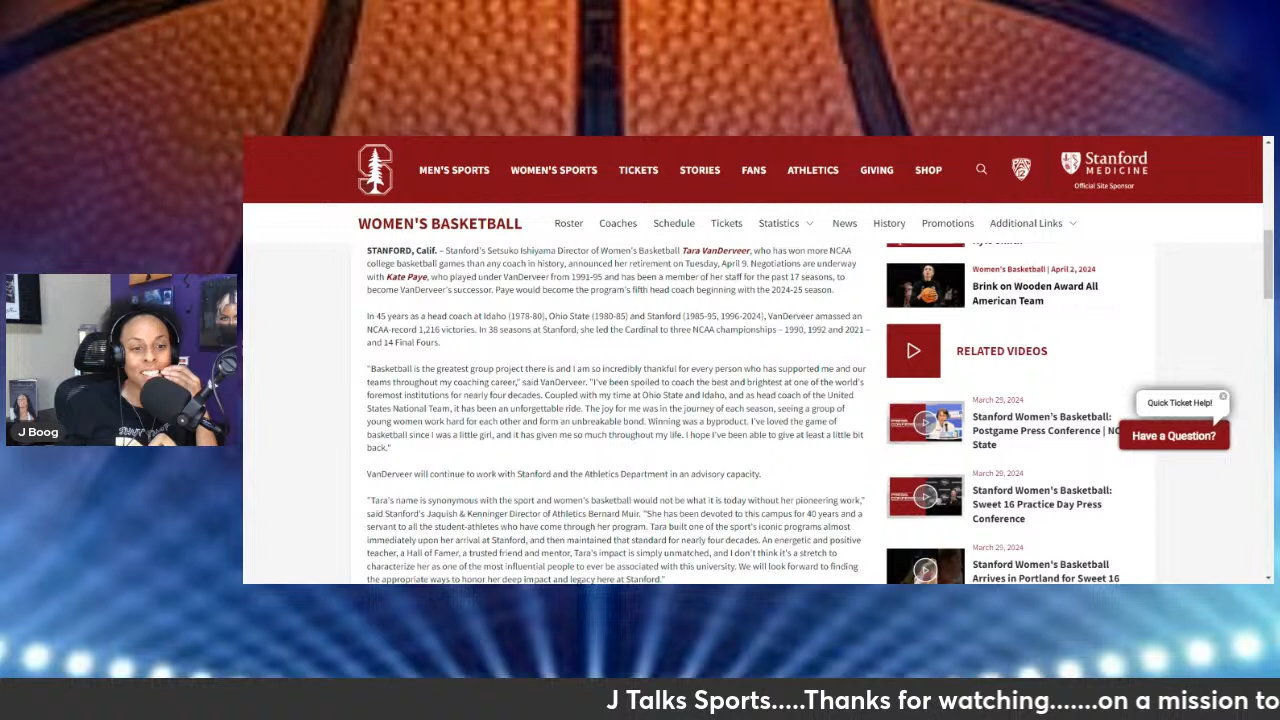 MEN'S SPORTS WOMEN'S SPORTS TICKETS STORIES FANS ATHLETICS GIVING SHOP
Stanford
MEDICINE
Official Site Sponsor
WOMEN'S BASKETBALL
Roster Coaches Schedule Tickets Statistics News History Promotions Additional Links
STANFORD, Calif. – Stanford's Setsuko Ishiyama Director of Women's Basketball Tara VanDerveer, who has won more NCAA
college basketball games than any coach in history, announced her retirement on Tuesday, April 9. Negotiations are underway
with Kate Paye, who played under VanDerveer from 1991-95 and has been a member of her staff for the past 17 seasons, to
become VanDerveer's successor. Paye would become the program's fifth head coach beginning with the 2024-25 season.
In 45 years as a head coach at Idaho (1978-80), Ohio State (1980-85) and Stanford (1985-95, 1996-2024), VanDerveer amassed an
NCAA-record 1,216 victories. In 38 seasons at Stanford, she led the Cardinal to three NCAA championships – 1990, 1992 and 2021 –
and 14 Final Fours.
"Basketball is the greatest group project there is and I am so incredibly thankful for every person who has supported me and our
teams throughout my coaching career," said VanDerveer. "I've been spoiled to coach the best and brightest at one of the world's
foremost institutions for nearly four decades. Coupled with my time at Ohio State and Idaho, and as head coach of the United
States National Team, it has been an unforgettable ride. The joy for me was in the journey of each season, seeing a group of
young women work hard for each other and form an unbreakable bond. Winning was a byproduct. I've loved the game of
basketball since I was a little girl, and it has given me so much throughout my life. I hope I've been able to give at least a little bit
back."
VanDerveer will continue to work with Stanford and the Athletics Department in an advisory capacity.
"Tara's name is synonymous with the sport and women's basketball would not be what it is today without her pioneering work,"
said Stanford's Jaquish & Kenninger Director of Athletics Bernard Muir. "She has been devoted to this campus for 40 years and a
servant to all the student-athletes who have come through her program. Tara built one of the sport's iconic programs almost
immediately upon her arrival at Stanford, and then maintained that standard for nearly four decades. An energetic and positive
teacher, a Hall of Famer, a trusted friend and mentor, Tara's impact is simply unmatched, and I don't think it's a stretch to
characterize her as one of the most influential people to ever be associated with this university. We will look forward to finding
the appropriate ways to honor her deep impact and legacy here at Stanford."
Women's Basketball | April 2, 2024
Brink on Wooden Award All
American Team
RELATED VIDEOS
March 29, 2024
Stanford Women's Basketball:
Postgame Press Conference | NC
State
March 29, 2024
Stanford Women's Basketball:
Sweet 16 Practice Day Press
Conference
March 29, 2024
Stanford Women's Basketball
Arrives in Portland for Sweet 16
Quick Ticket Help!
Have a Question?
J Boog
J Talks Sports.....Thanks for watching.......on a mission to